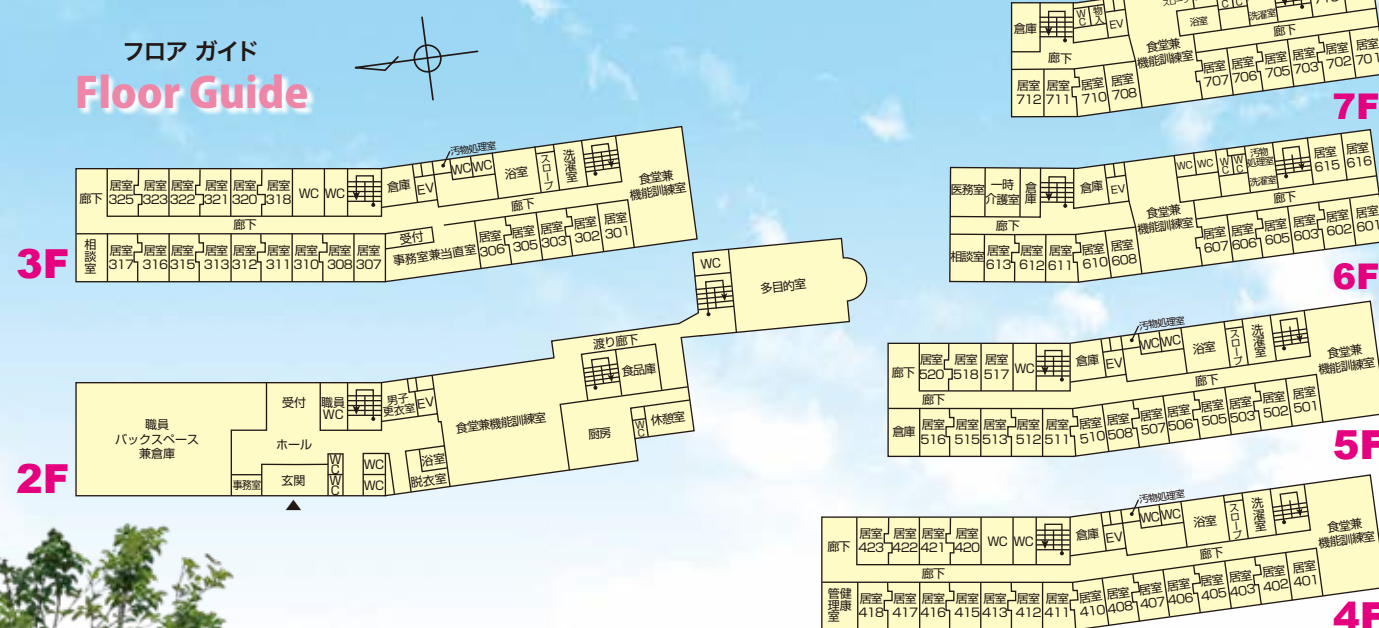 フロア ガイド
Floor Guide
3F
廊下
居室
325
居室
323
居室
322
居室
321
居室
320
居室
318
WC
WC
倉庫
EV
汚物処理室
WC
WC
浴室
スロープ
洗濯室
食堂兼
機能訓練室
廊下
廊下
相談室
居室
317
居室
316
居室
315
居室
313
居室
312
居室
311
居室
310
居室
308
居室
307
受付
事務室兼当直室
居室
306
居室
305
居室
303
居室
302
居室
301
2F
職員
バックスペース
兼倉庫
受付
職員
WC
男子
更衣室
EV
ホール
事務室
玄関
WC
WC
WC
WC
浴室
脱衣室
食堂兼機能訓練室
渡り廊下
食品庫
厨房
WC
休憩室
WC
多目的室
7F
倉庫
WC
物入
EV
浴室
洗濯室
廊下
食堂兼
機能訓練室
廊下
居室
712
居室
711
居室
710
居室
708
居室
707
居室
706
居室
705
居室
703
居室
702
居室
701
6F
医務室
一時
介護室
倉庫
倉庫
EV
WC
WC
WC
WC
汚物
処理室
洗濯室
居室
615
居室
616
廊下
食堂兼
機能訓練室
廊下
相談室
居室
613
居室
612
居室
611
居室
610
居室
608
居室
607
居室
606
居室
605
居室
603
居室
602
居室
601
5F
廊下
居室
520
居室
518
居室
517
WC
倉庫
EV
汚物処理室
WC
WC
浴室
スロープ
洗濯室
食堂兼
機能訓練室
廊下
廊下
倉庫
居室
516
居室
515
居室
513
居室
512
居室
511
居室
510
居室
508
居室
507
居室
506
居室
505
居室
503
居室
502
居室
501
4F
廊下
居室
423
居室
422
居室
421
居室
420
WC
WC
倉庫
EV
汚物処理室
WC
WC
浴室
スロープ
洗濯室
食堂兼
機能訓練室
廊下
廊下
健康
管理室
居室
418
居室
417
居室
416
居室
415
居室
413
居室
412
居室
411
居室
410
居室
408
居室
407
居室
406
居室
405
居室
403
居室
402
居室
401